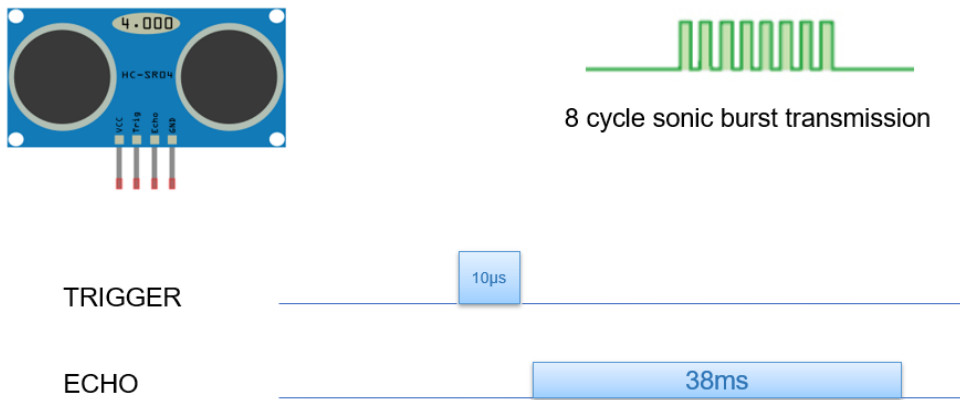 4.000
HC-SR04
VCC
Trig
Echo
GND
8 cycle sonic burst transmission
TRIGGER
10µs
ECHO
38ms